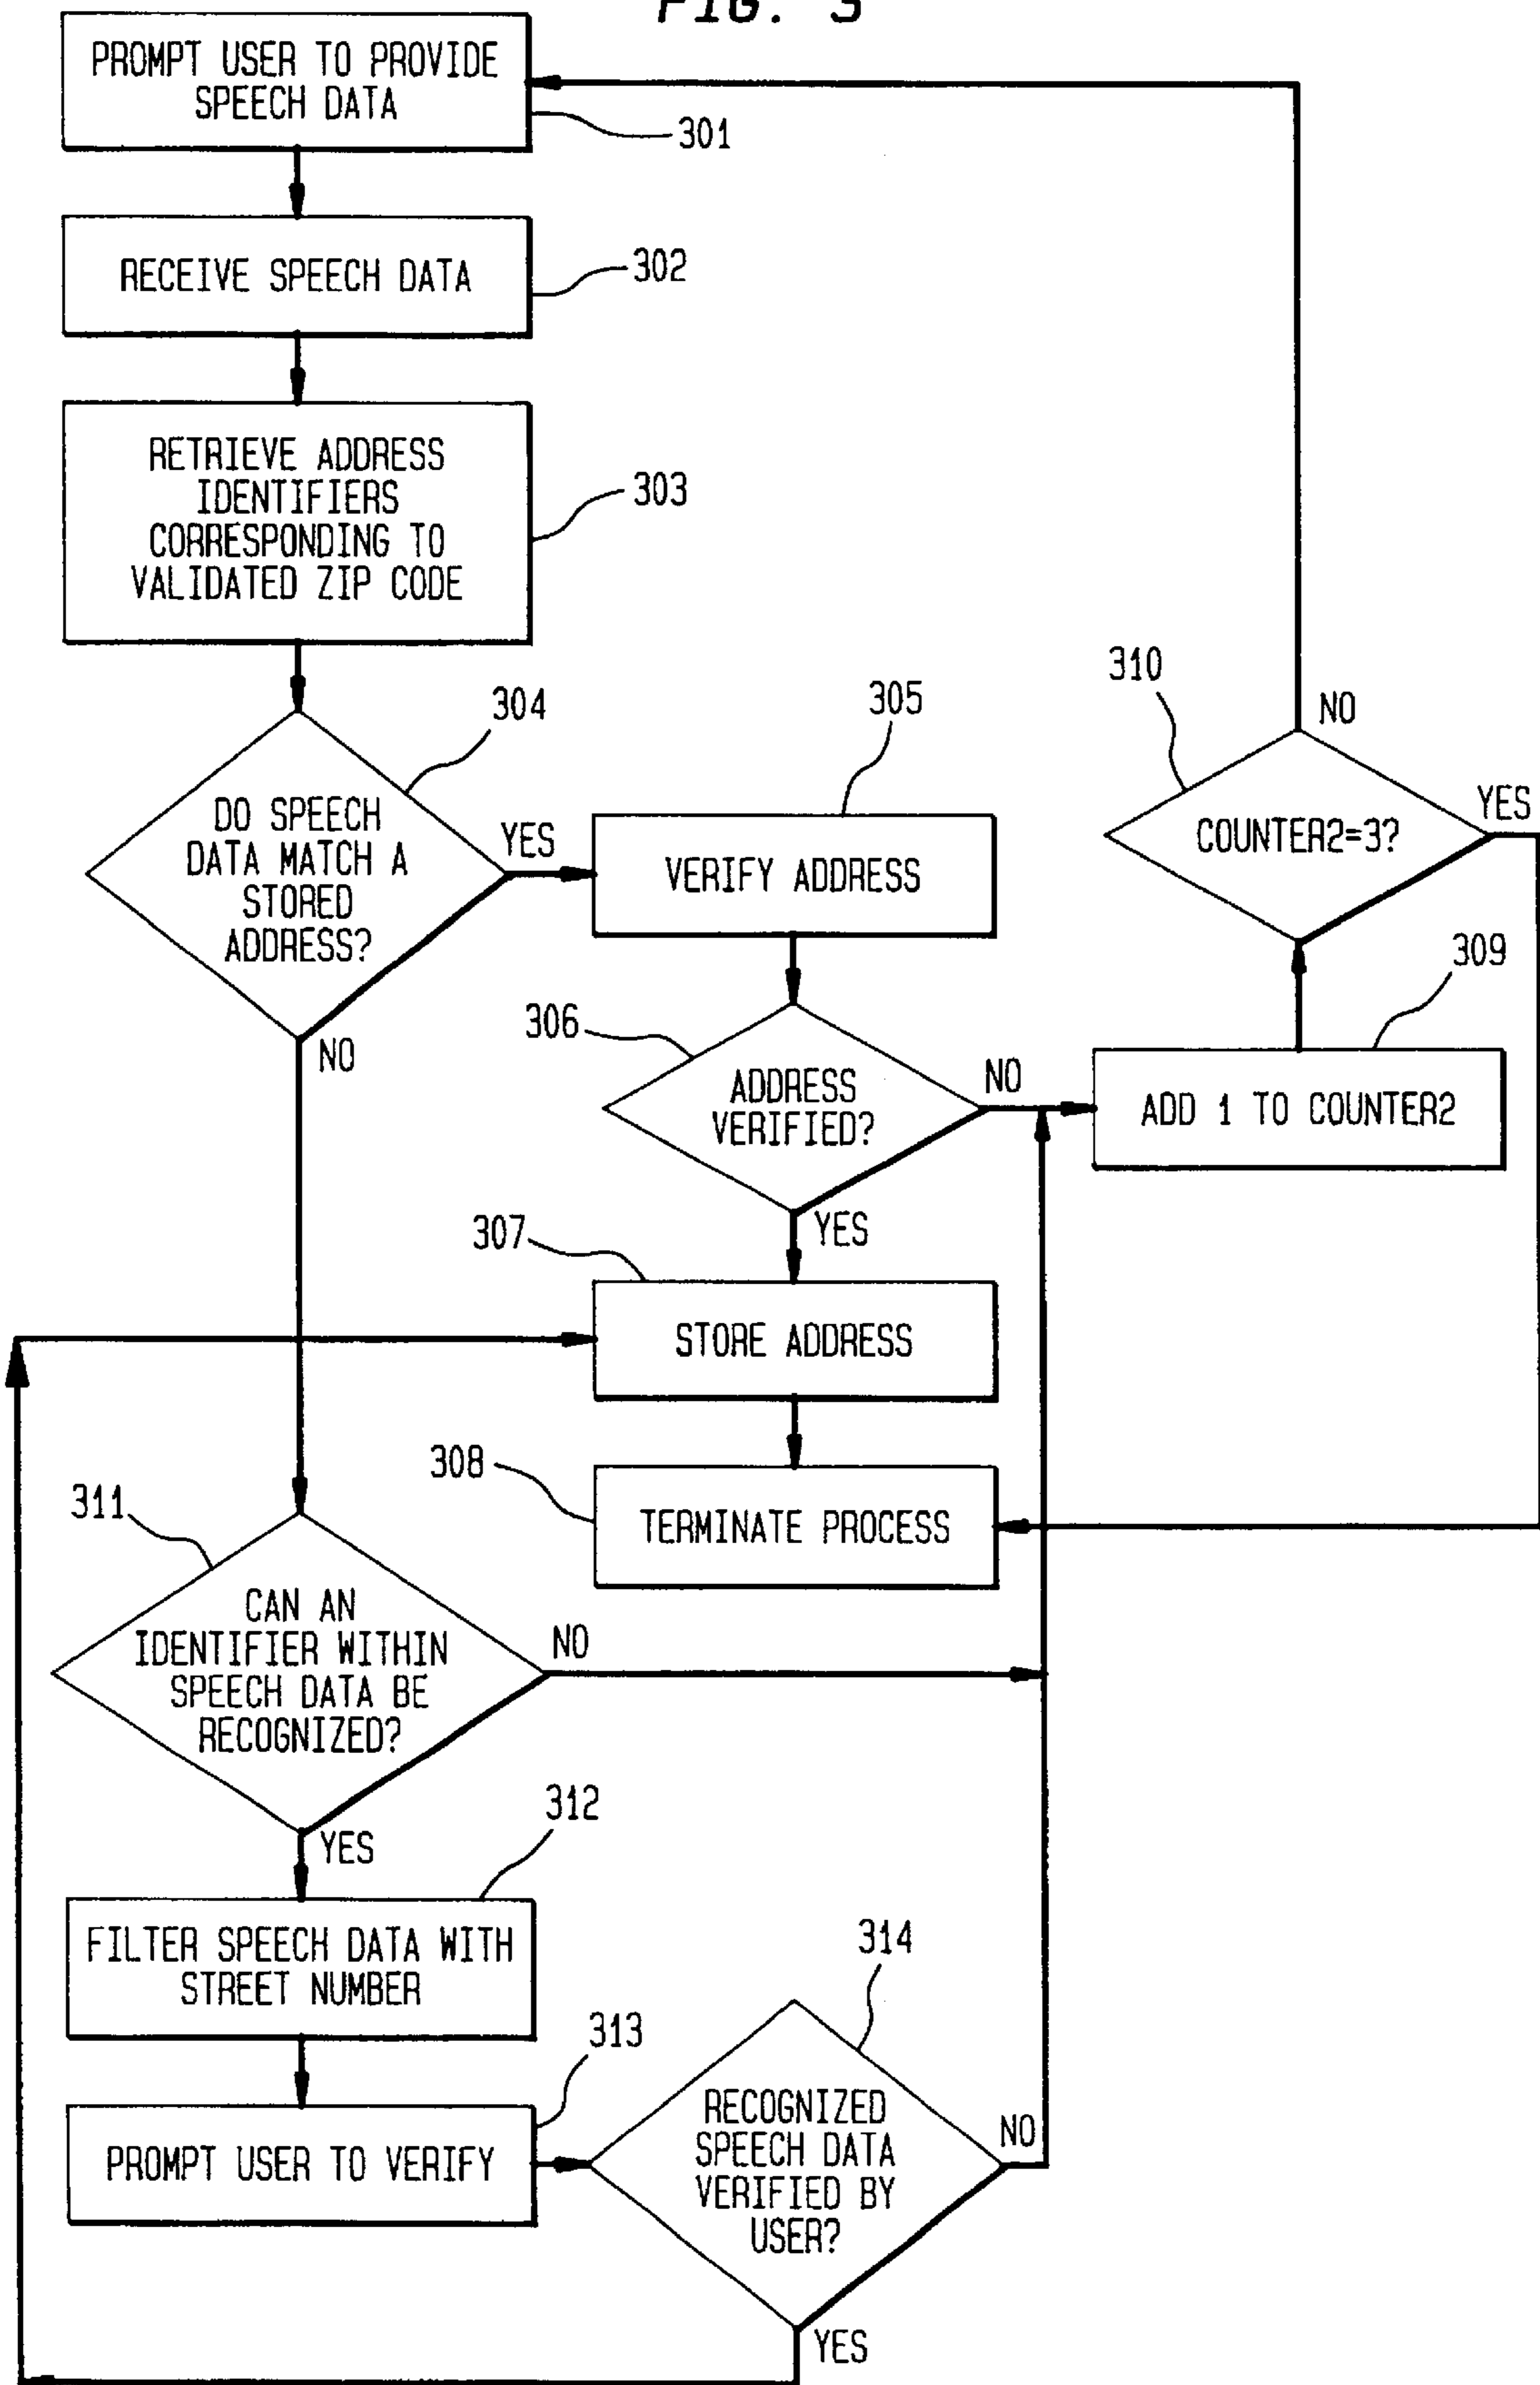 FIG. 3
PROMPT USER TO PROVIDE
SPEECH DATA
301
RECEIVE SPEECH DATA
302
RETRIEVE ADDRESS
IDENTIFIERS
CORRESPONDING TO
VALIDATED ZIP CODE
303
304
DO SPEECH
DATA MATCH A
STORED
ADDRESS?
YES
NO
305
VERIFY ADDRESS
310
NO
COUNTER2=3?
YES
306
ADDRESS
VERIFIED?
NO
YES
309
ADD 1 TO COUNTER2
307
STORE ADDRESS
308
TERMINATE PROCESS
311
CAN AN
IDENTIFIER WITHIN
SPEECH DATA BE
RECOGNIZED?
NO
YES
312
FILTER SPEECH DATA WITH
STREET NUMBER
313
PROMPT USER TO VERIFY
314
RECOGNIZED
SPEECH DATA
VERIFIED BY
USER?
NO
YES